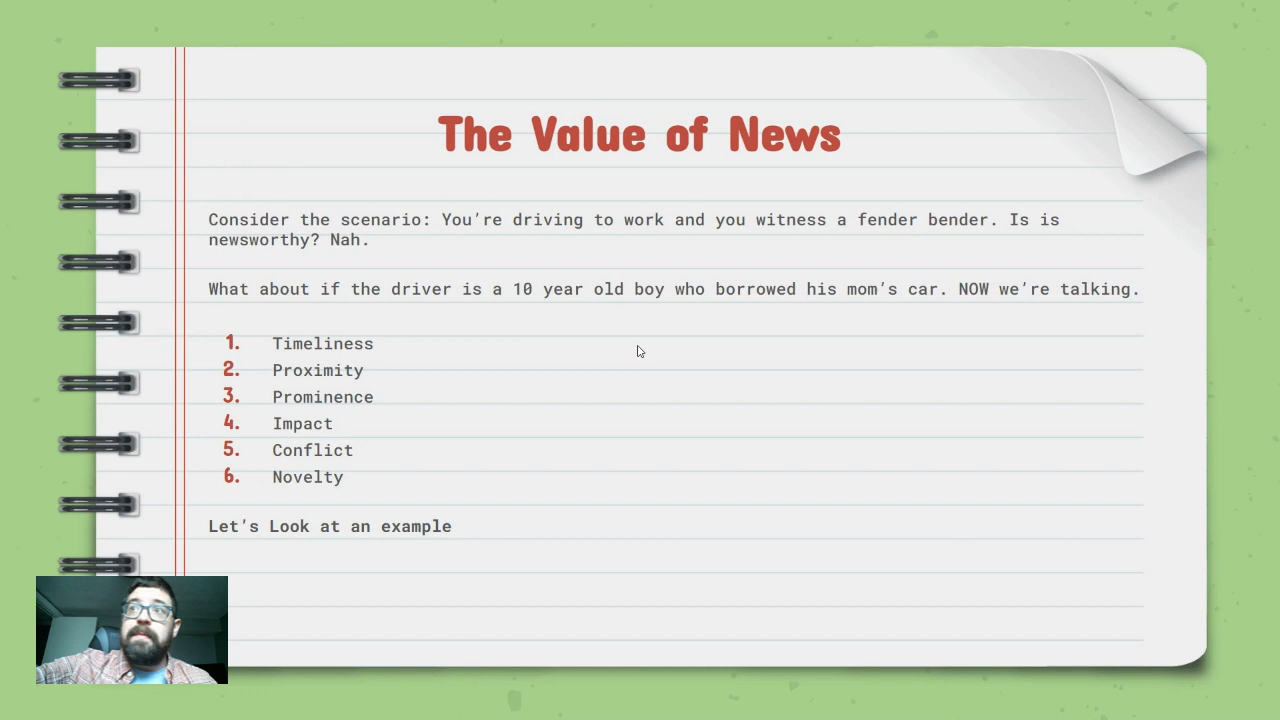 The Value of News
Consider the scenario: You're driving to work and you witness a fender bender. Is is
newsworthy? Nah.
What about if the driver is a 10 year old boy who borrowed his mom's car. NOW we're talking.
1. Timeliness
2. Proximity
3. Prominence
4. Impact
5. Conflict
6. Novelty
Let's Look at an example